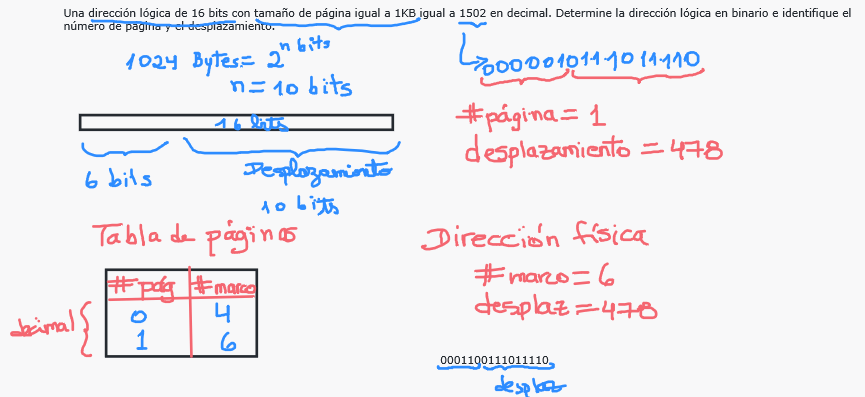 Una dirección lógica de 16 bits con tamaño de página igual a 1KB igual a 1502 en decimal. Determine la dirección lógica en binario e identifique el
número de página y el desplazamiento.
1024 Bytes = 2^n bits
n = 10 bits
0000010111011110
#página = 1
desplazamiento = 478
16 bits
6 bits
Desplazamiento
10 bits
Tabla de páginas
#pág #marco
0 4
1 6
decimal
Dirección física
#marco = 6
desplaz = 478
0001100111011110
desplaz